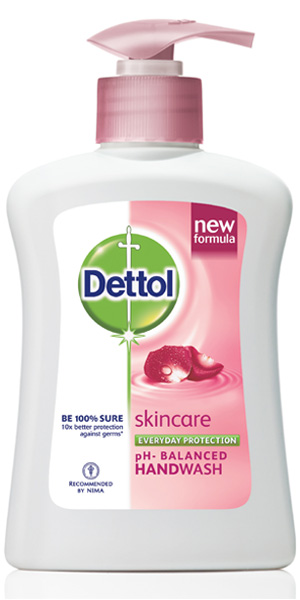 new
formula
Dettol
BE 100% SURE
10x better protection
against germs*
skincare
EVERYDAY PROTECTION
pH- BALANCED
HANDWASH
RECOMMENDED
BY NIMA